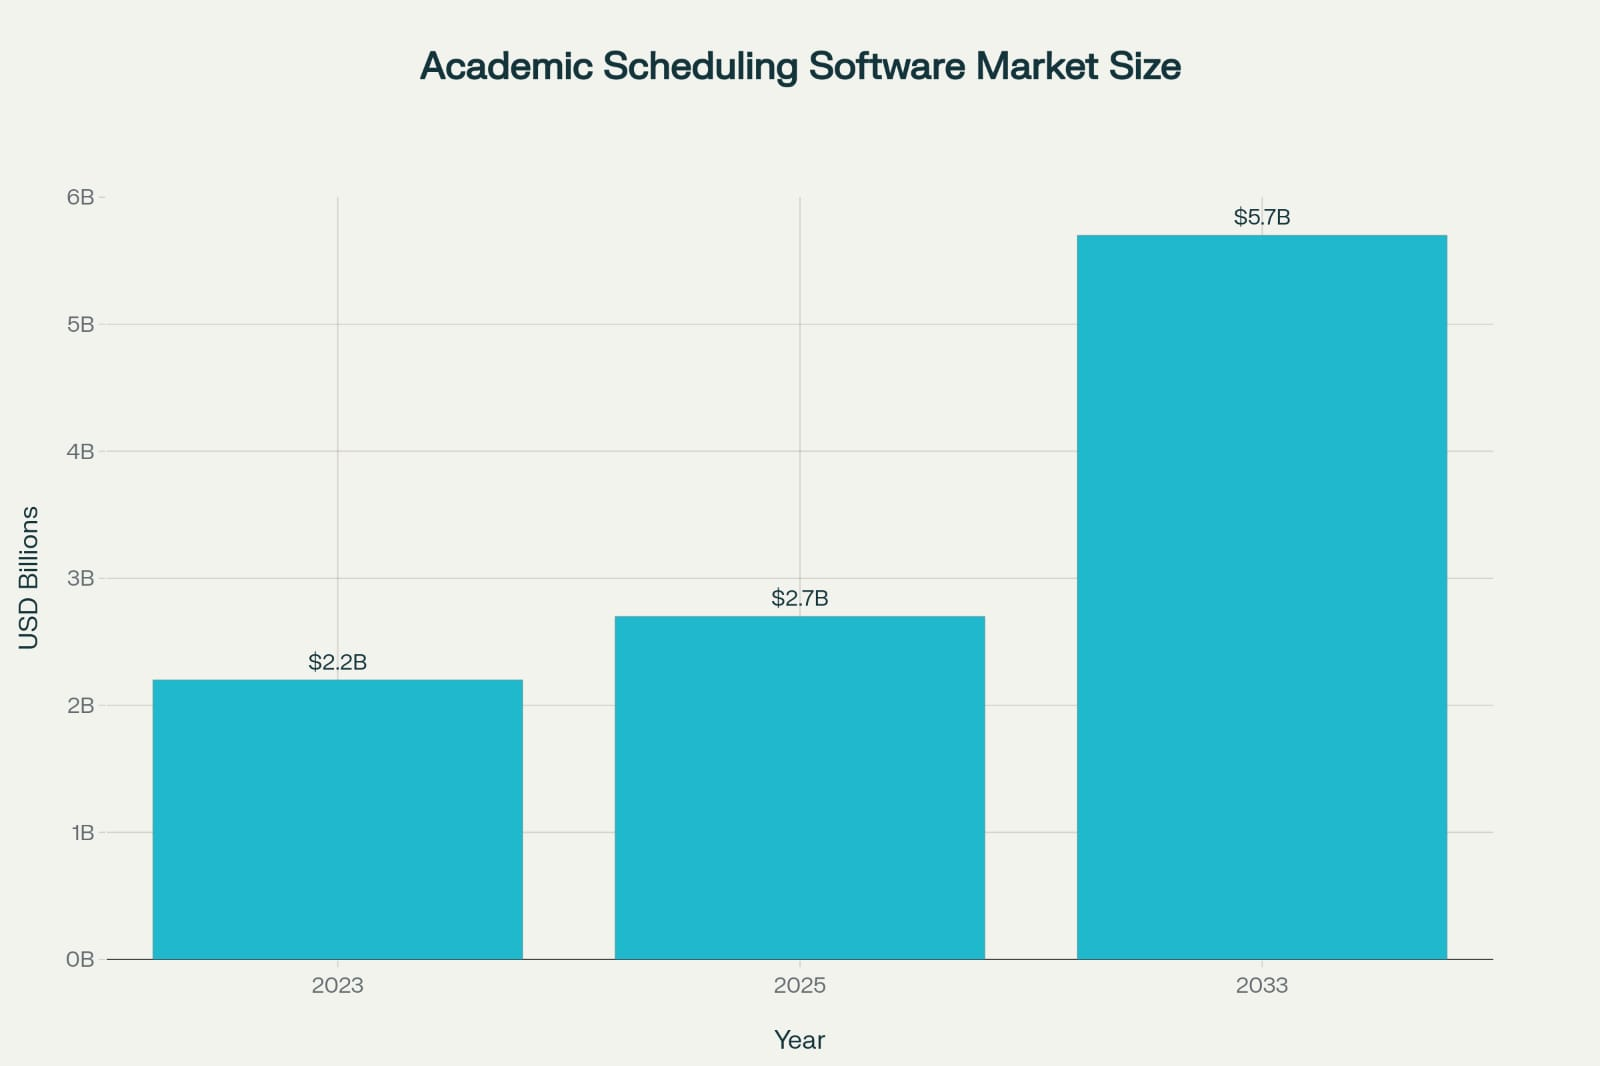 Academic Scheduling Software Market Size
6B
5B
4B
3B
2B
1B
0B
USD Billions
$2.2B
$2.7B
$5.7B
2023
2025
2033
Year